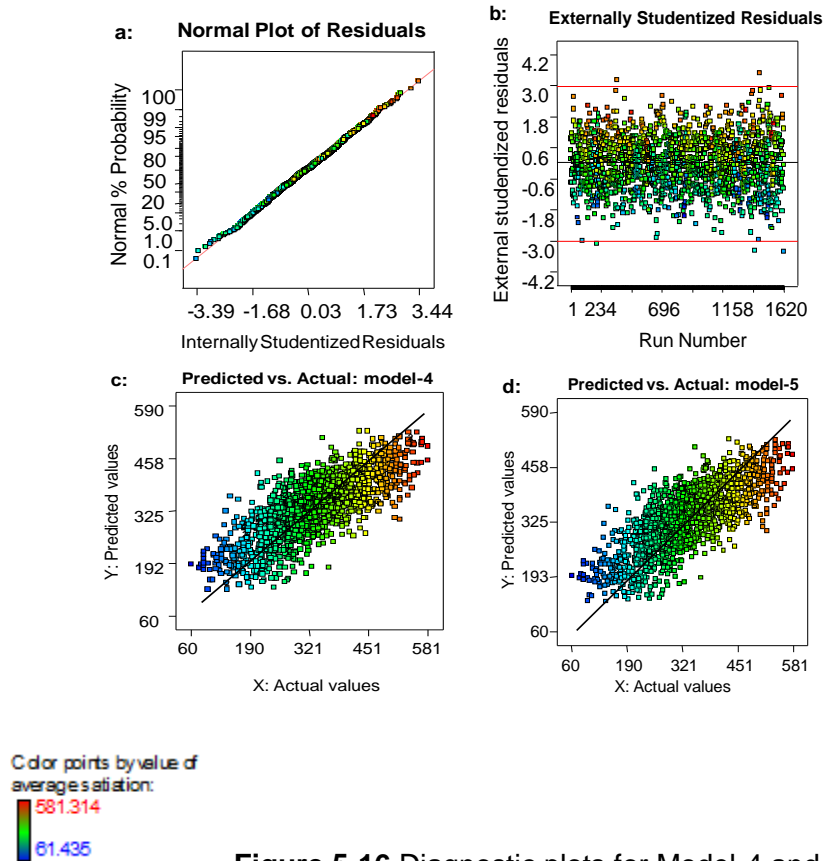 a: Normal Plot of Residuals
Normal % Probability
100
99
95
80
50
20
5.0
1.0
0.1
-3.39 -1.68 0.03 1.73 3.44
Internally Studentized Residuals
b: Externally Studentized Residuals
External studendized residuals
4.2
3.0
1.8
0.6
-0.6
-1.8
-3.0
-4.2
1 234 696 1158 1620
Run Number
c: Predicted vs. Actual: model-4
Y: Predicted values
590
458
325
192
60
60 190 321 451 581
X: Actual values
d: Predicted vs. Actual: model-5
Y: Predicted values
590
458
325
193
60
60 190 321 451 581
X: Actual values
Color points by value of
average satiation:
581.314
61.435
Figure 5-16 Diagnostic plots for Model-4 and